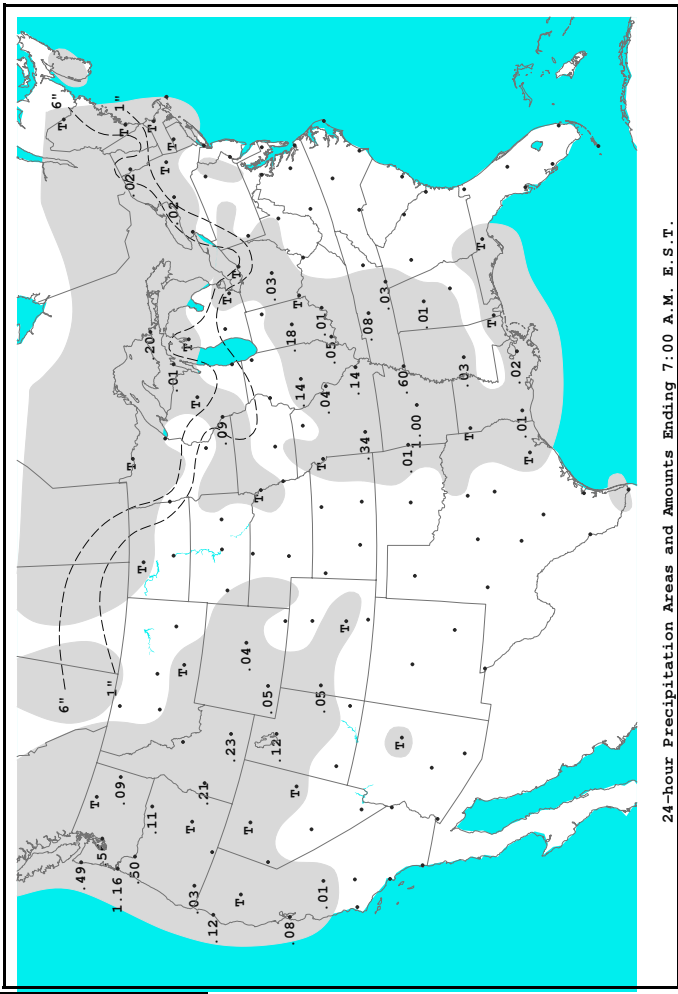 6"
6"
T
.49
T
.5
1"
1.16
.09
1"
T
.02
T
.50
T
.20
.11
T
T
T
.01
.02
T
T
T
.03
T
.21
.12
.09
T
.23
T
T
.04
T
T
.05
.03
.12
.08
.18
T
T
.14
.05
.01
T
.01
.04
.05
T
.14
.34
.08
.03
T
.60
.01
1.00
.01
.03
T
T
T
.02
.01
T
24-hour Precipitation Areas and Amounts Ending 7:00 A.M. E.S.T.